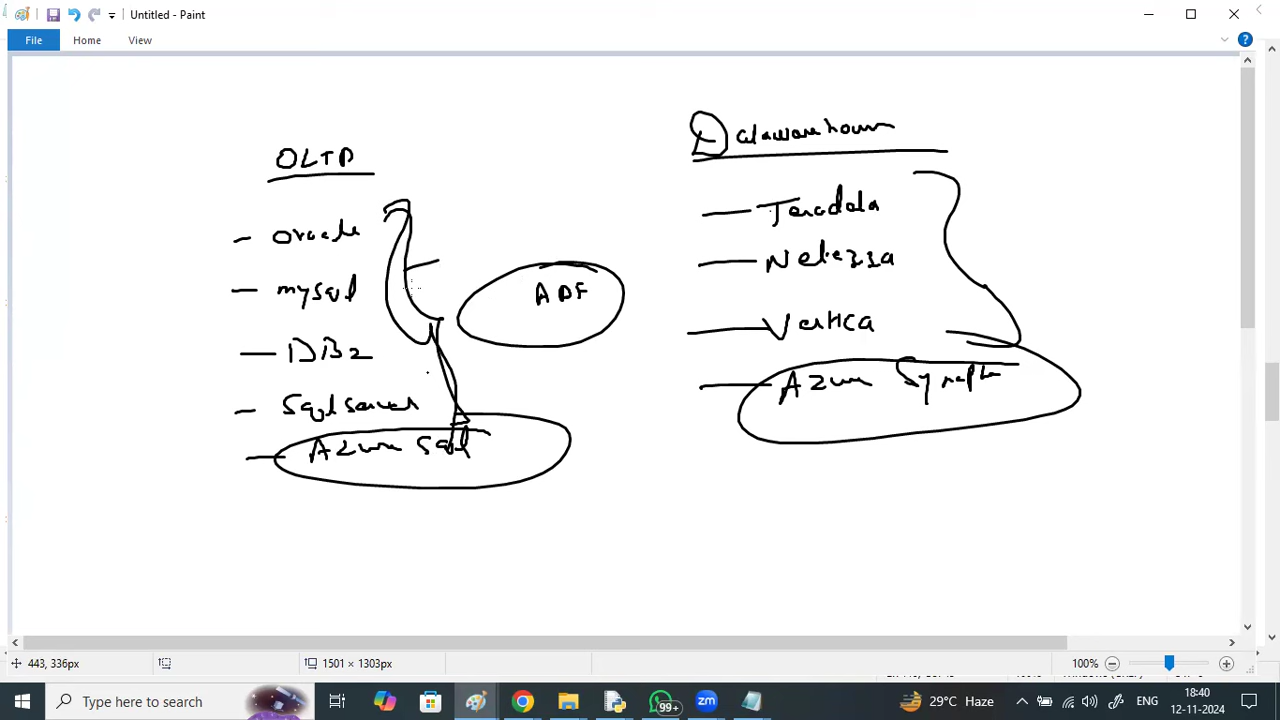 Untitled - Paint
File Home View
OLTP
- Oracle
- mysql
- DB2
- Sqlserver
- Azure Sql
ADF
Datawarehouse
- Teradata
- Netezza
- Vertica
- Azure Synapse
443, 336px
1501 × 1303px
100%
Type here to search
99+
zm
29°C Haze
ENG
18:40
12-11-2024